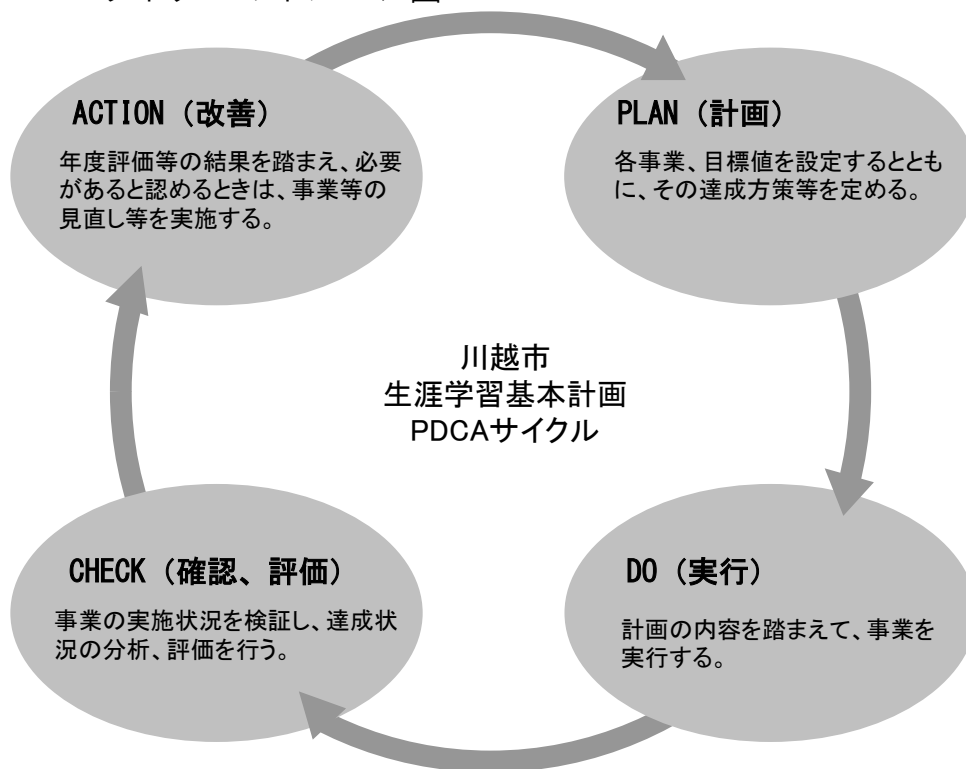 ACTION（改善）
年度評価等の結果を踏まえ、必要
があると認めるときは、事業等の
見直し等を実施する。
PLAN（計画）
各事業、目標値を設定するととも
に、その達成方策等を定める。
川越市
生涯学習基本計画
PDCAサイクル
CHECK（確認、評価）
事業の実施状況を検証し、達成状
況の分析、評価を行う。
DO（実行）
計画の内容を踏まえて、事業を
実行する。